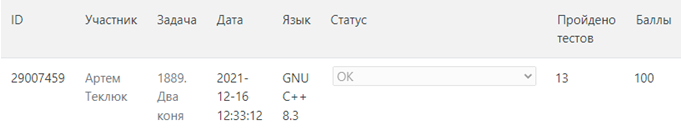 ID Участник Задача Дата Язык Статус Пройдено тестов Баллы
29007459 Артем Теклюк 1889. Два коня 2021-12-16 12:33:12 GNU C++ 8.3 OK 13 100